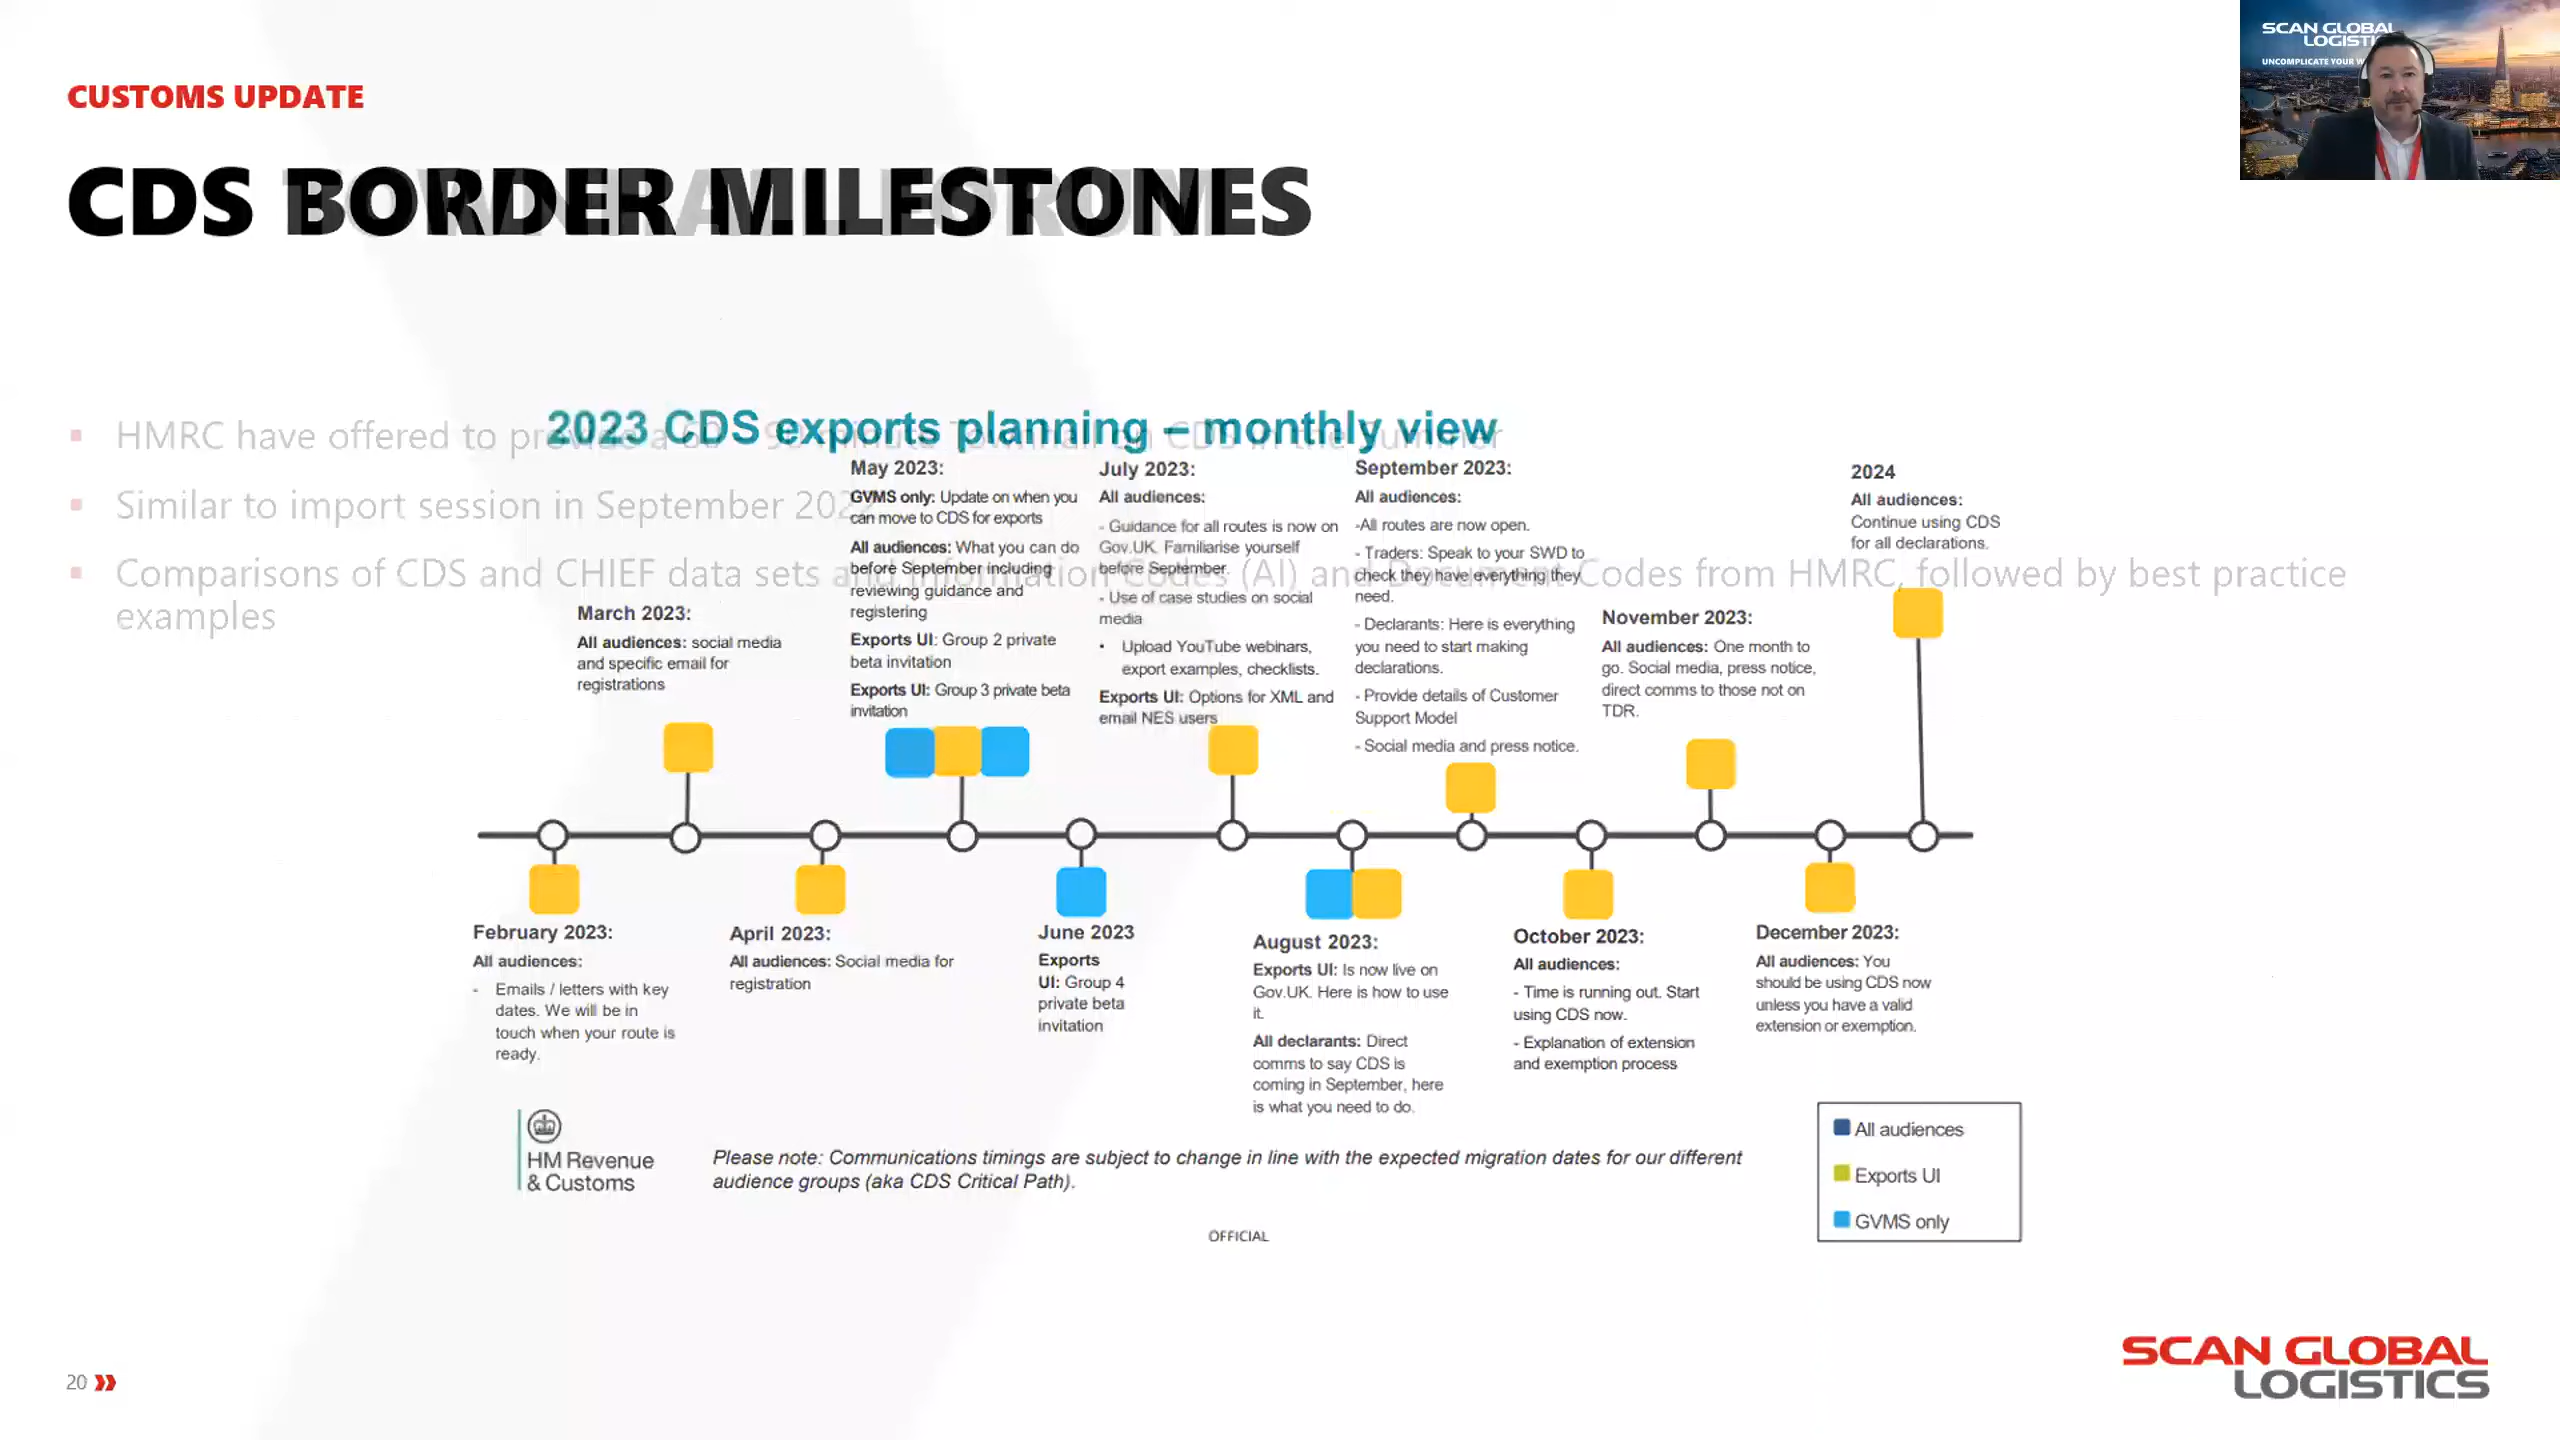 SCAN GLOBAL
LOGISTI
UNCOMPLICATE YOUR W
CUSTOMS UPDATE
CDS BORDER MILESTONES
HMRC have offered to provide a 60 - 90 minute Townhall on CDS in the Summer
Similar to import session in September 2022
Comparisons of CDS and CHIEF data sets and Information Codes (AI) and Document Codes from HMRC, followed by best practice
examples
2023 CDS exports planning – monthly view
March 2023:
All audiences: social media
and specific email for
registrations
May 2023:
GVMS only: Update on when you
can move to CDS for exports
All audiences: What you can do
before September including
reviewing guidance and
registering
Exports UI: Group 2 private
beta invitation
Exports UI: Group 3 private beta
invitation
July 2023:
All audiences:
- Guidance for all routes is now on
Gov.UK. Familiarise yourself
before September.
- Use of case studies on social
media
• Upload YouTube webinars,
export examples, checklists.
Exports UI: Options for XML and
email NES users
September 2023:
All audiences:
-All routes are now open.
- Traders: Speak to your SWD to
check they have everything they
need.
- Declarants: Here is everything
you need to start making
declarations.
- Provide details of Customer
Support Model
- Social media and press notice.
November 2023:
All audiences: One month to
go. Social media, press notice,
direct comms to those not on
TDR.
2024
All audiences:
Continue using CDS
for all declarations.
February 2023:
All audiences:
- Emails / letters with key
dates. We will be in
touch when your route is
ready.
April 2023:
All audiences: Social media for
registration
June 2023
Exports
UI: Group 4
private beta
invitation
August 2023:
Exports UI: Is now live on
Gov.UK. Here is how to use
it.
All declarants: Direct
comms to say CDS is
coming in September, here
is what you need to do.
October 2023:
All audiences:
- Time is running out. Start
using CDS now.
- Explanation of extension
and exemption process
December 2023:
All audiences: You
should be using CDS now
unless you have a valid
extension or exemption.
HM Revenue
& Customs
Please note: Communications timings are subject to change in line with the expected migration dates for our different
audience groups (aka CDS Critical Path).
All audiences
Exports UI
GVMS only
OFFICIAL
20
SCAN GLOBAL
LOGISTICS